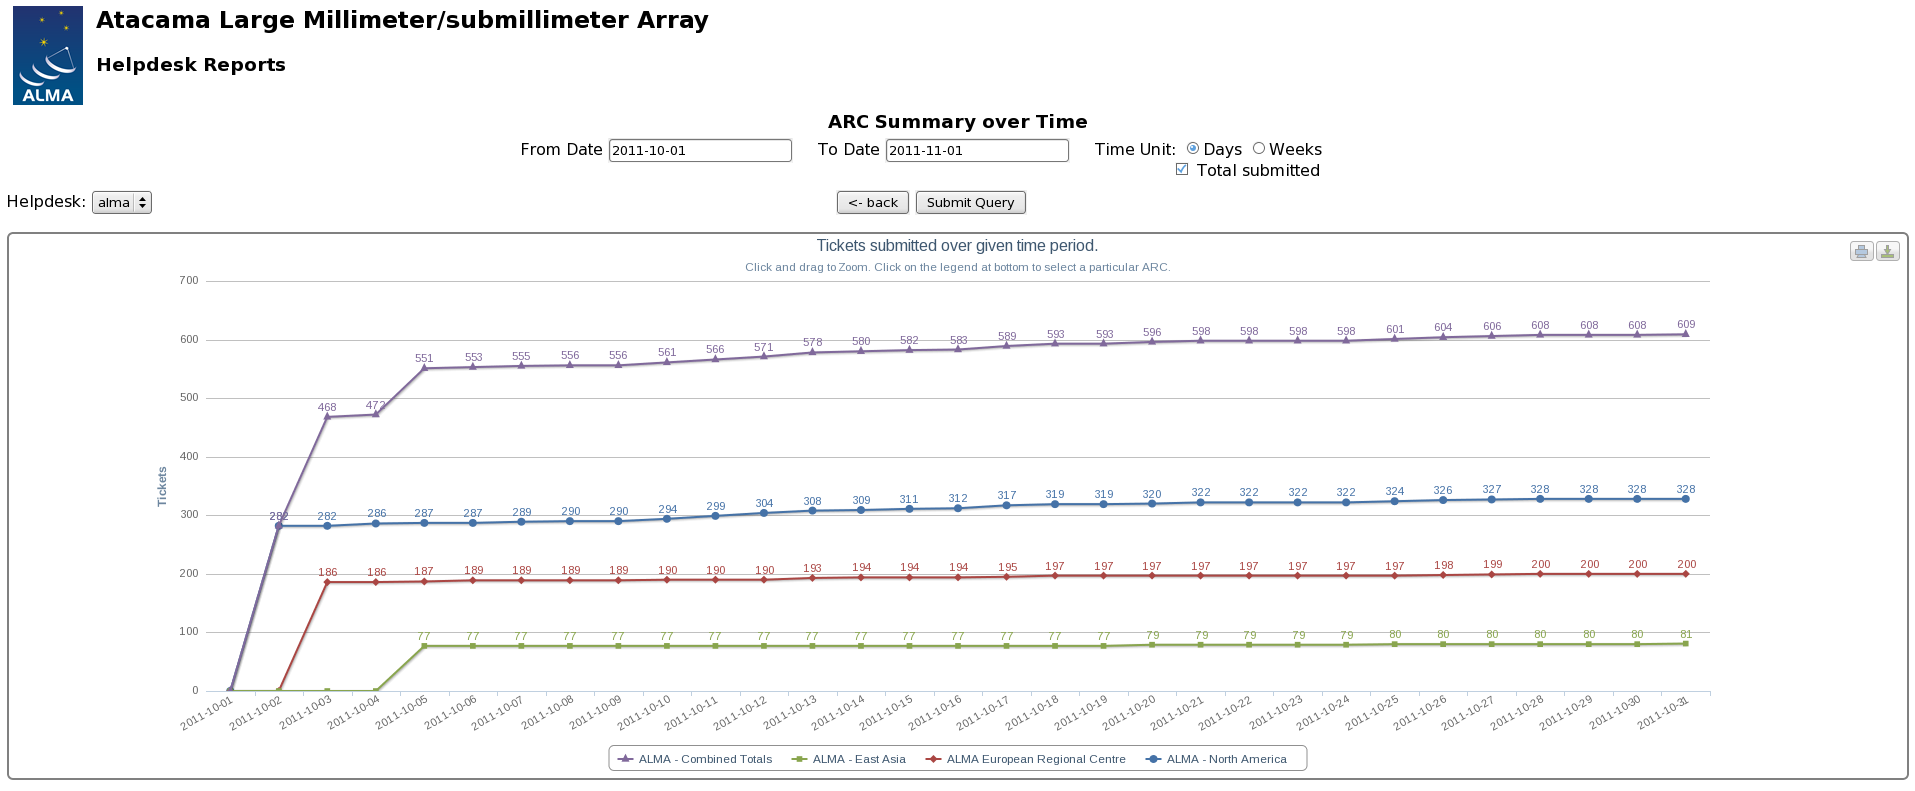 Atacama Large Millimeter/submillimeter Array
Helpdesk Reports
ALMA
ARC Summary over Time
From Date 2011-10-01 To Date 2011-11-01 Time Unit: Days Weeks
Total submitted
Helpdesk: alma <- back Submit Query
Tickets submitted over given time period.
Click and drag to Zoom. Click on the legend at bottom to select a particular ARC.
Tickets
700
600
500
400
300
200
100
0
282 468 472 551 553 555 556 556 561 566 571 578 580 582 583 589 593 593 596 598 598 598 598 601 604 606 608 608 608 609
282 282 286 287 287 289 290 290 294 299 304 308 309 311 312 317 319 319 320 322 322 322 322 324 326 327 328 328 328 328
186 186 187 189 189 189 189 190 190 190 193 194 194 194 195 197 197 197 197 197 197 197 197 198 199 200 200 200 200
77 77 77 77 77 77 77 77 77 77 77 77 77 77 77 79 79 79 79 79 80 80 80 80 80 80 81
2011-10-01 2011-10-02 2011-10-03 2011-10-04 2011-10-05 2011-10-06 2011-10-07 2011-10-08 2011-10-09 2011-10-10 2011-10-11 2011-10-12 2011-10-13 2011-10-14 2011-10-15 2011-10-16 2011-10-17 2011-10-18 2011-10-19 2011-10-20 2011-10-21 2011-10-22 2011-10-23 2011-10-24 2011-10-25 2011-10-26 2011-10-27 2011-10-28 2011-10-29 2011-10-30 2011-10-31
ALMA - Combined Totals ALMA - East Asia ALMA European Regional Centre ALMA - North America